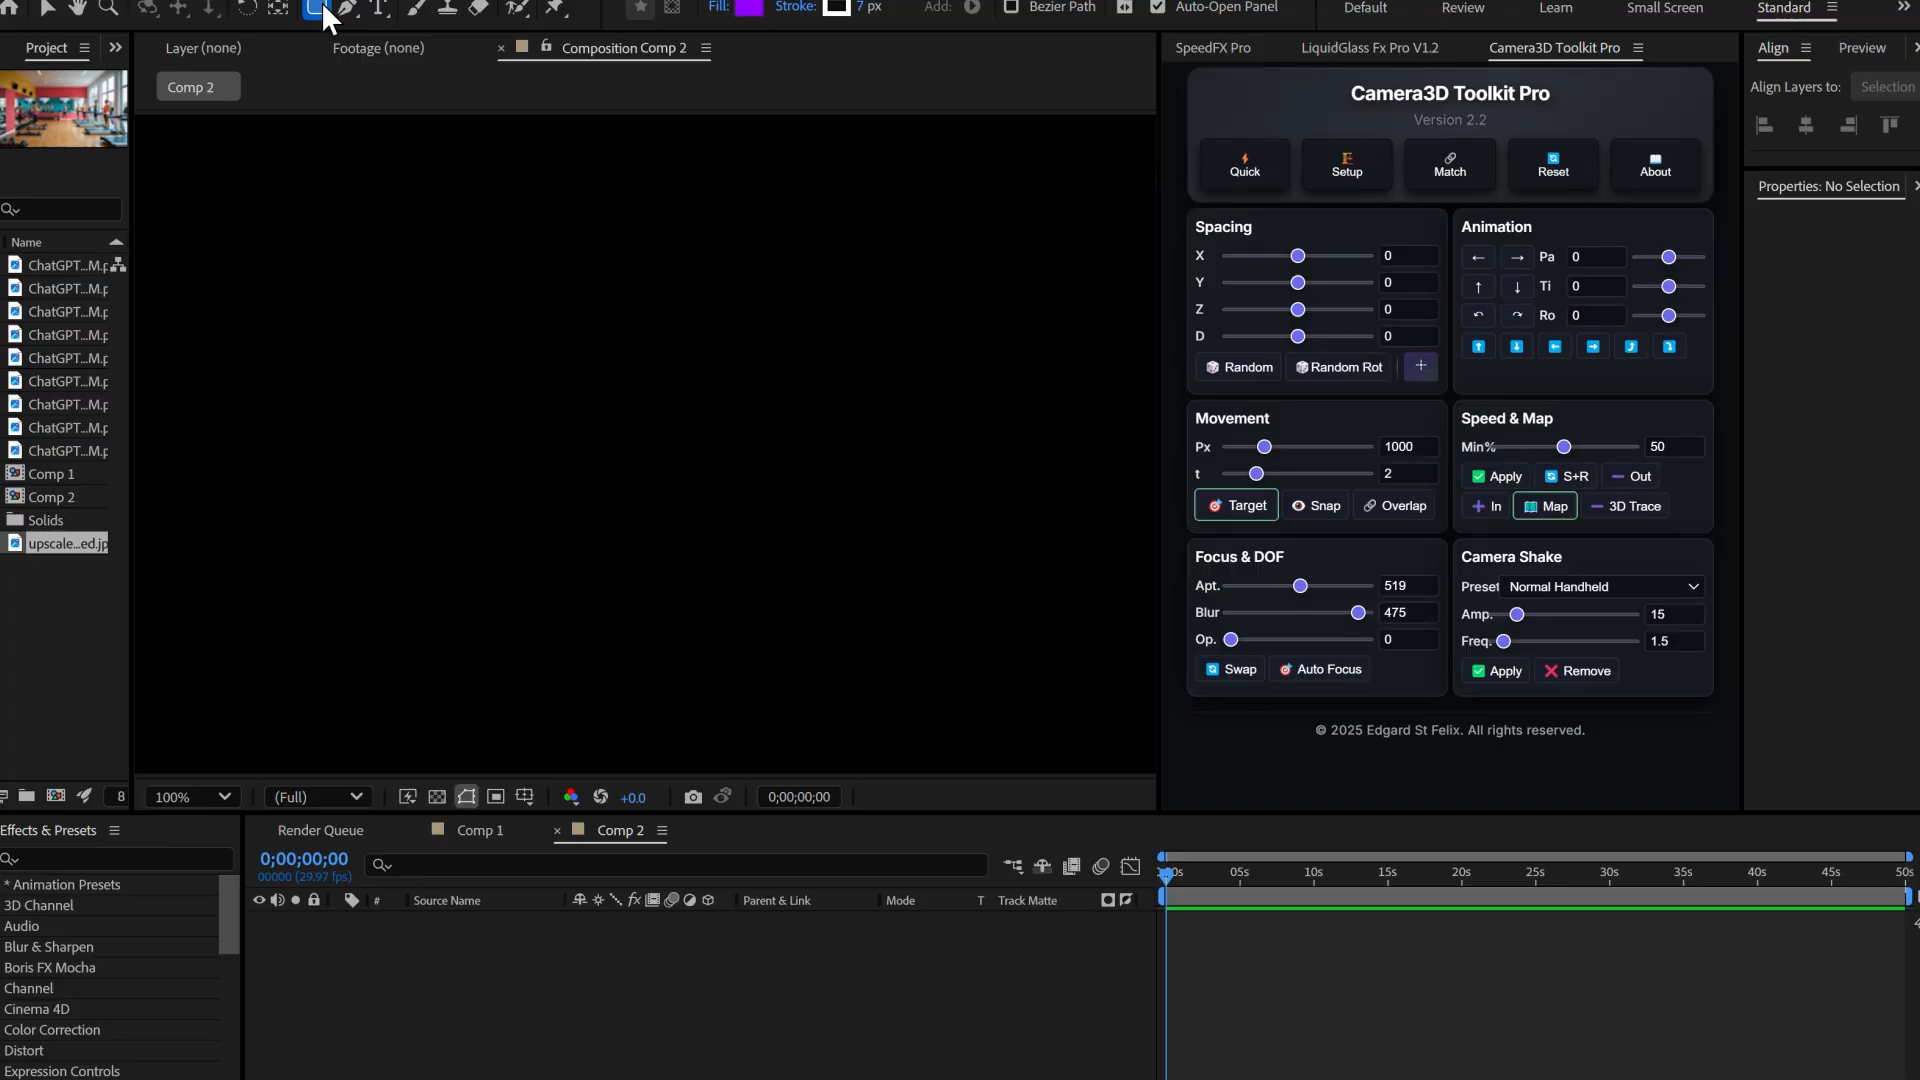 Fill:
Stroke:
7 px
Add:
Bezier Path
Auto-Open Panel
Default
Review
Learn
Small Screen
Standard
Project
Layer (none)
Footage (none)
Composition Comp 2
SpeedFX Pro
LiquidGlass Fx Pro V1.2
Camera3D Toolkit Pro
Align
Preview
Comp 2
Align Layers to:
Selection
Camera3D Toolkit Pro
Version 2.2
Quick
Setup
Match
Reset
About
Properties: No Selection
Spacing
X
0
Y
0
Z
0
D
0
Random
Random Rot
Animation
Pa
0
Ti
0
Ro
0
Movement
Px
1000
t
2
Target
Snap
Overlap
Speed & Map
Min%
50
Apply
S+R
Out
In
Map
3D Trace
Focus & DOF
Apt.
519
Blur
475
Op.
0
Swap
Auto Focus
Camera Shake
Preset
Normal Handheld
Amp.
15
Freq.
1.5
Apply
Remove
© 2025 Edgard St Felix. All rights reserved.
Name
ChatGPT...M.p
ChatGPT...M.p
ChatGPT...M.p
ChatGPT...M.p
ChatGPT...M.p
ChatGPT...M.p
ChatGPT...M.p
ChatGPT...M.p
ChatGPT...M.p
Comp 1
Comp 2
Solids
upscale...ed.jp
8
100%
(Full)
+0.0
0;00;00;00
Effects & Presets
* Animation Presets
3D Channel
Audio
Blur & Sharpen
Boris FX Mocha
Channel
Cinema 4D
Color Correction
Distort
Expression Controls
Render Queue
Comp 1
Comp 2
0;00;00;00
00000 (29.97 fps)
#
Source Name
fx
Parent & Link
Mode
T
Track Matte
05s
10s
15s
20s
25s
30s
35s
40s
45s
50s